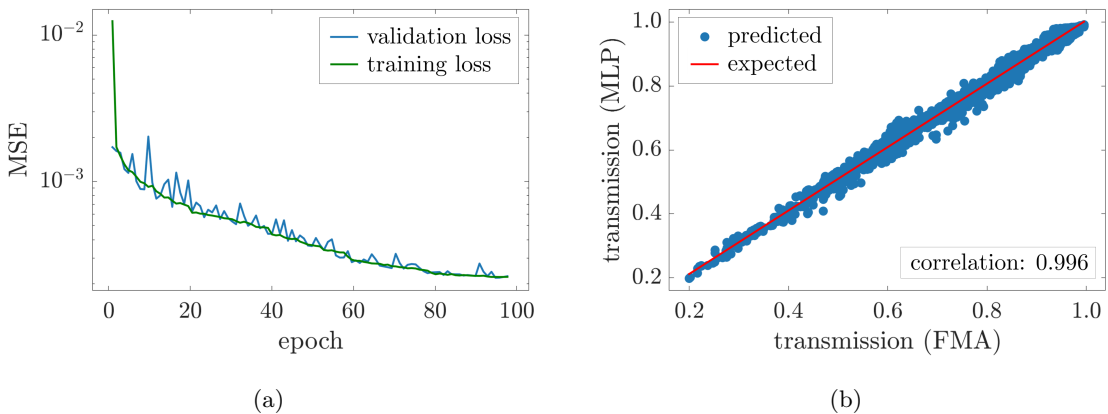 10⁻²
10⁻³
MSE
validation loss
training loss
0
20
40
60
80
100
epoch
(a)
1.0
0.8
0.6
0.4
0.2
transmission (MLP)
predicted
expected
correlation: 0.996
0.2
0.4
0.6
0.8
1.0
transmission (FMA)
(b)